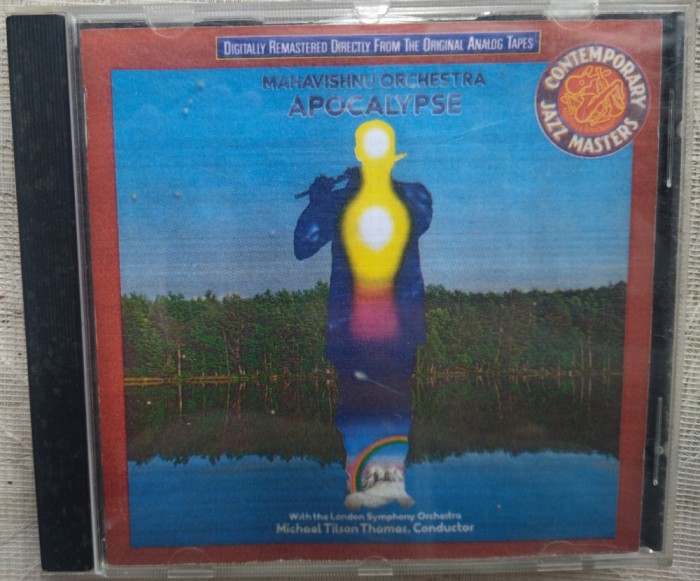 DIGITALLY REMASTERED DIRECTLY FROM THE ORIGINAL ANALOG TAPES
MAHAVISHNU ORCHESTRA
APOCALYPSE
CONTEMPORARY
JAZZ MASTERS
With the London Symphony Orchestra
Michael Tilson Thomas, Conductor